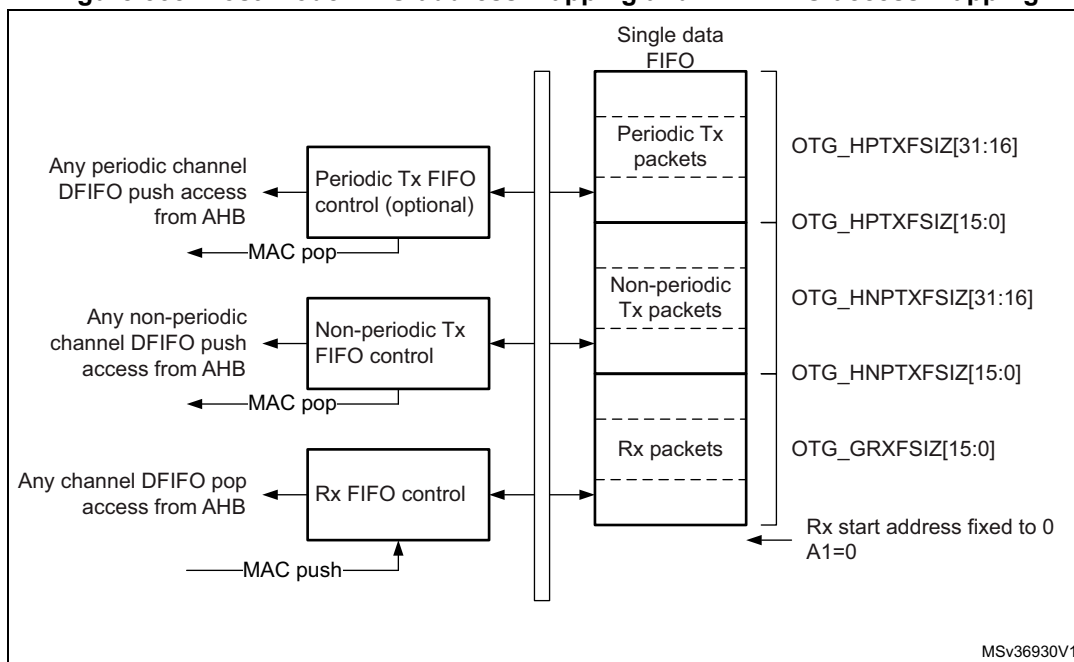 Single data
FIFO
Periodic Tx
packets
OTG_HPTXFSIZ[31:16]
Any periodic channel
DFIFO push access
from AHB
Periodic Tx FIFO
control (optional)
MAC pop
OTG_HPTXFSIZ[15:0]
Non-periodic
Tx packets
OTG_HNPTXFSIZ[31:16]
Any non-periodic
channel DFIFO push
access from AHB
Non-periodic Tx
FIFO control
MAC pop
OTG_HNPTXFSIZ[15:0]
Rx packets
OTG_GRXFSIZ[15:0]
Any channel DFIFO pop
access from AHB
Rx FIFO control
MAC push
Rx start address fixed to 0
A1=0
MSv36930V1